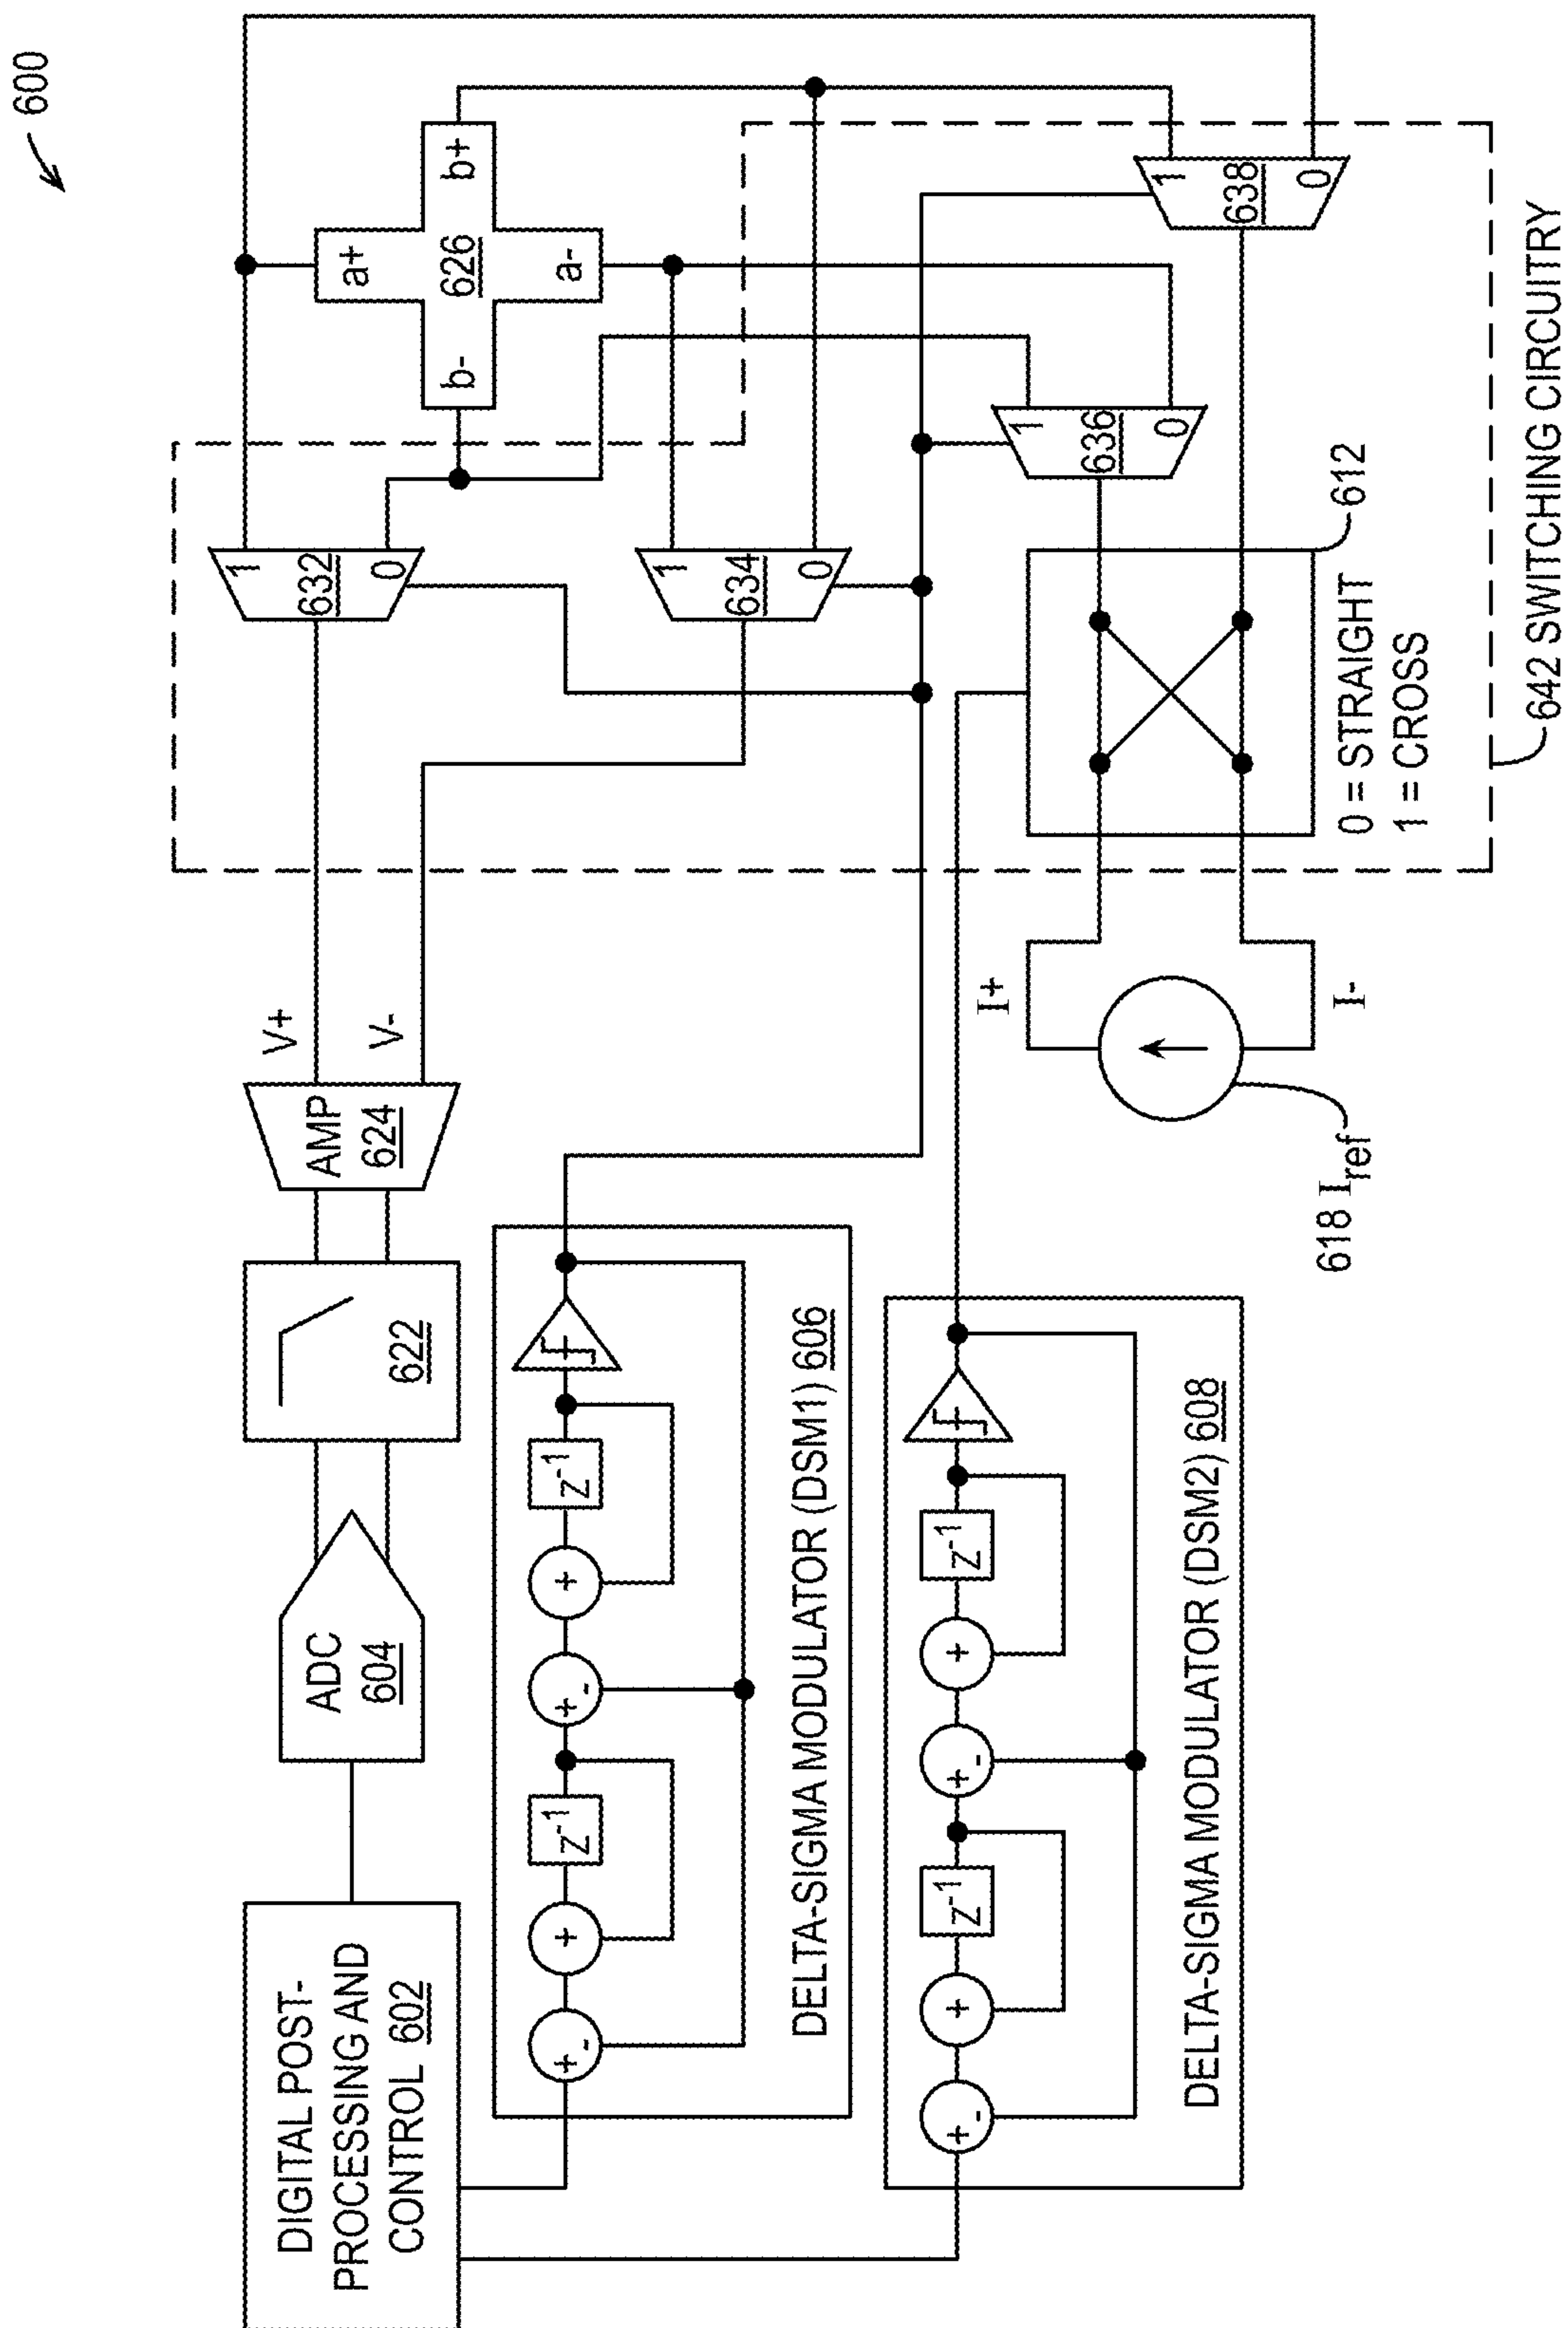 600
DIGITAL POST-
PROCESSING AND
CONTROL 602
ADC
604
622
AMP
624
V+
V-
632
1
0
634
1
0
a+
b-
626
b+
a-
+
-
+
z-1
+
-
+
z-1
DELTA-SIGMA MODULATOR (DSM1) 606
+
-
+
z-1
+
-
+
z-1
DELTA-SIGMA MODULATOR (DSM2) 608
I+
I-
618 Iref
636
1
0
638
1
0
612
0 = STRAIGHT
1 = CROSS
642 SWITCHING CIRCUITRY